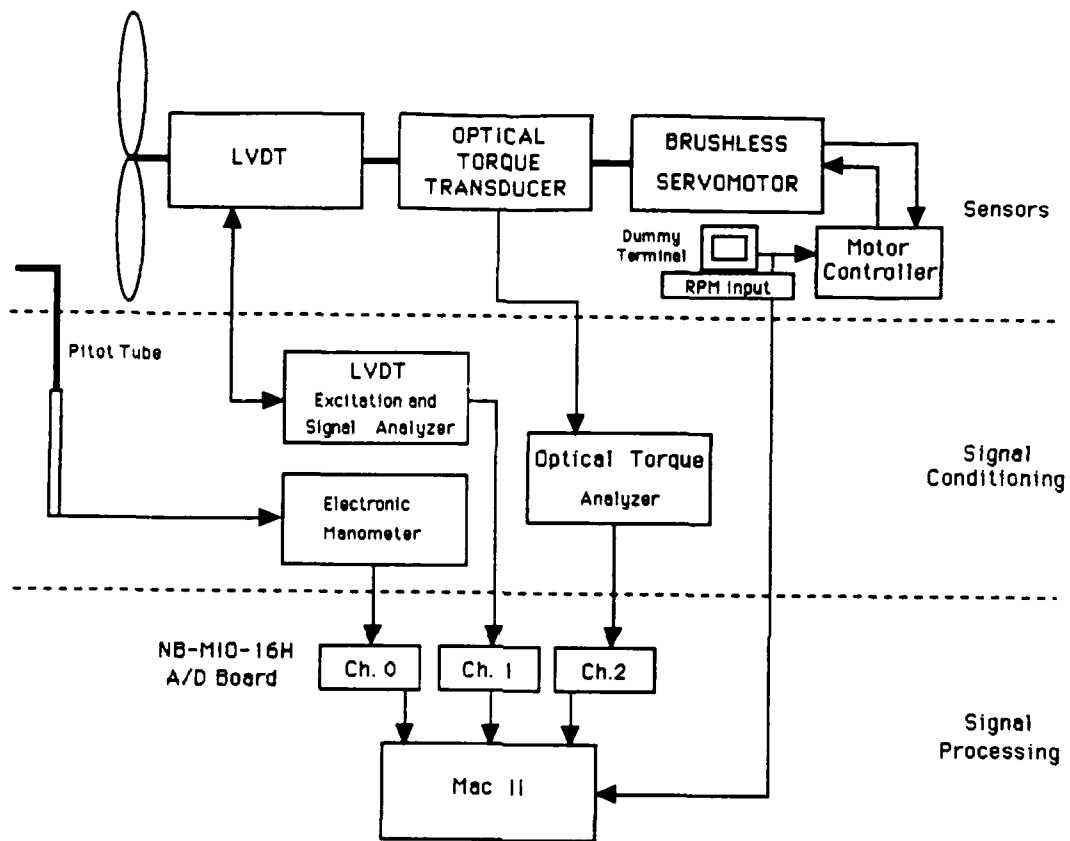 LVDT
OPTICAL
TORQUE
TRANSDUCER
BRUSHLESS
SERVOMOTOR
Sensors
Dummy
Terminal
RPM Input
Motor
Controller
Pitot Tube
LVDT
Excitation and
Signal Analyzer
Optical Torque
Analyzer
Signal
Conditioning
Electronic
Manometer
NB-MIO-16H
A/D Board
Ch. 0
Ch. 1
Ch.2
Signal
Processing
Mac II